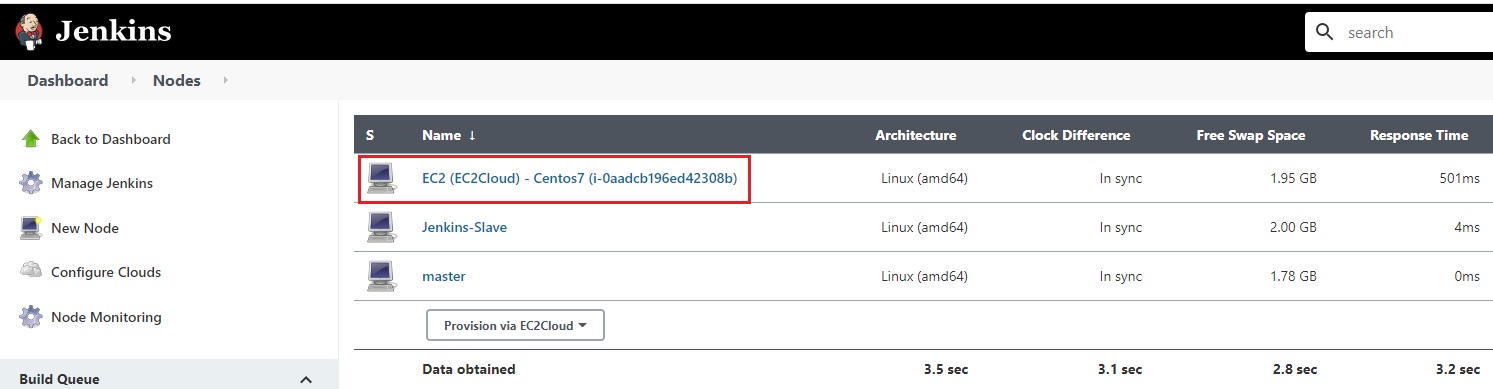 Jenkins
search
Dashboard Nodes
Back to Dashboard
Manage Jenkins
New Node
Configure Clouds
Node Monitoring
Build Queue
S Name ↓ Architecture Clock Difference Free Swap Space Response Time
EC2 (EC2Cloud) - Centos7 (i-0aadcb196ed42308b) Linux (amd64) In sync 1.95 GB 501ms
Jenkins-Slave Linux (amd64) In sync 2.00 GB 4ms
master Linux (amd64) In sync 1.78 GB 0ms
Provision via EC2Cloud
Data obtained 3.5 sec 3.1 sec 2.8 sec 3.2 sec